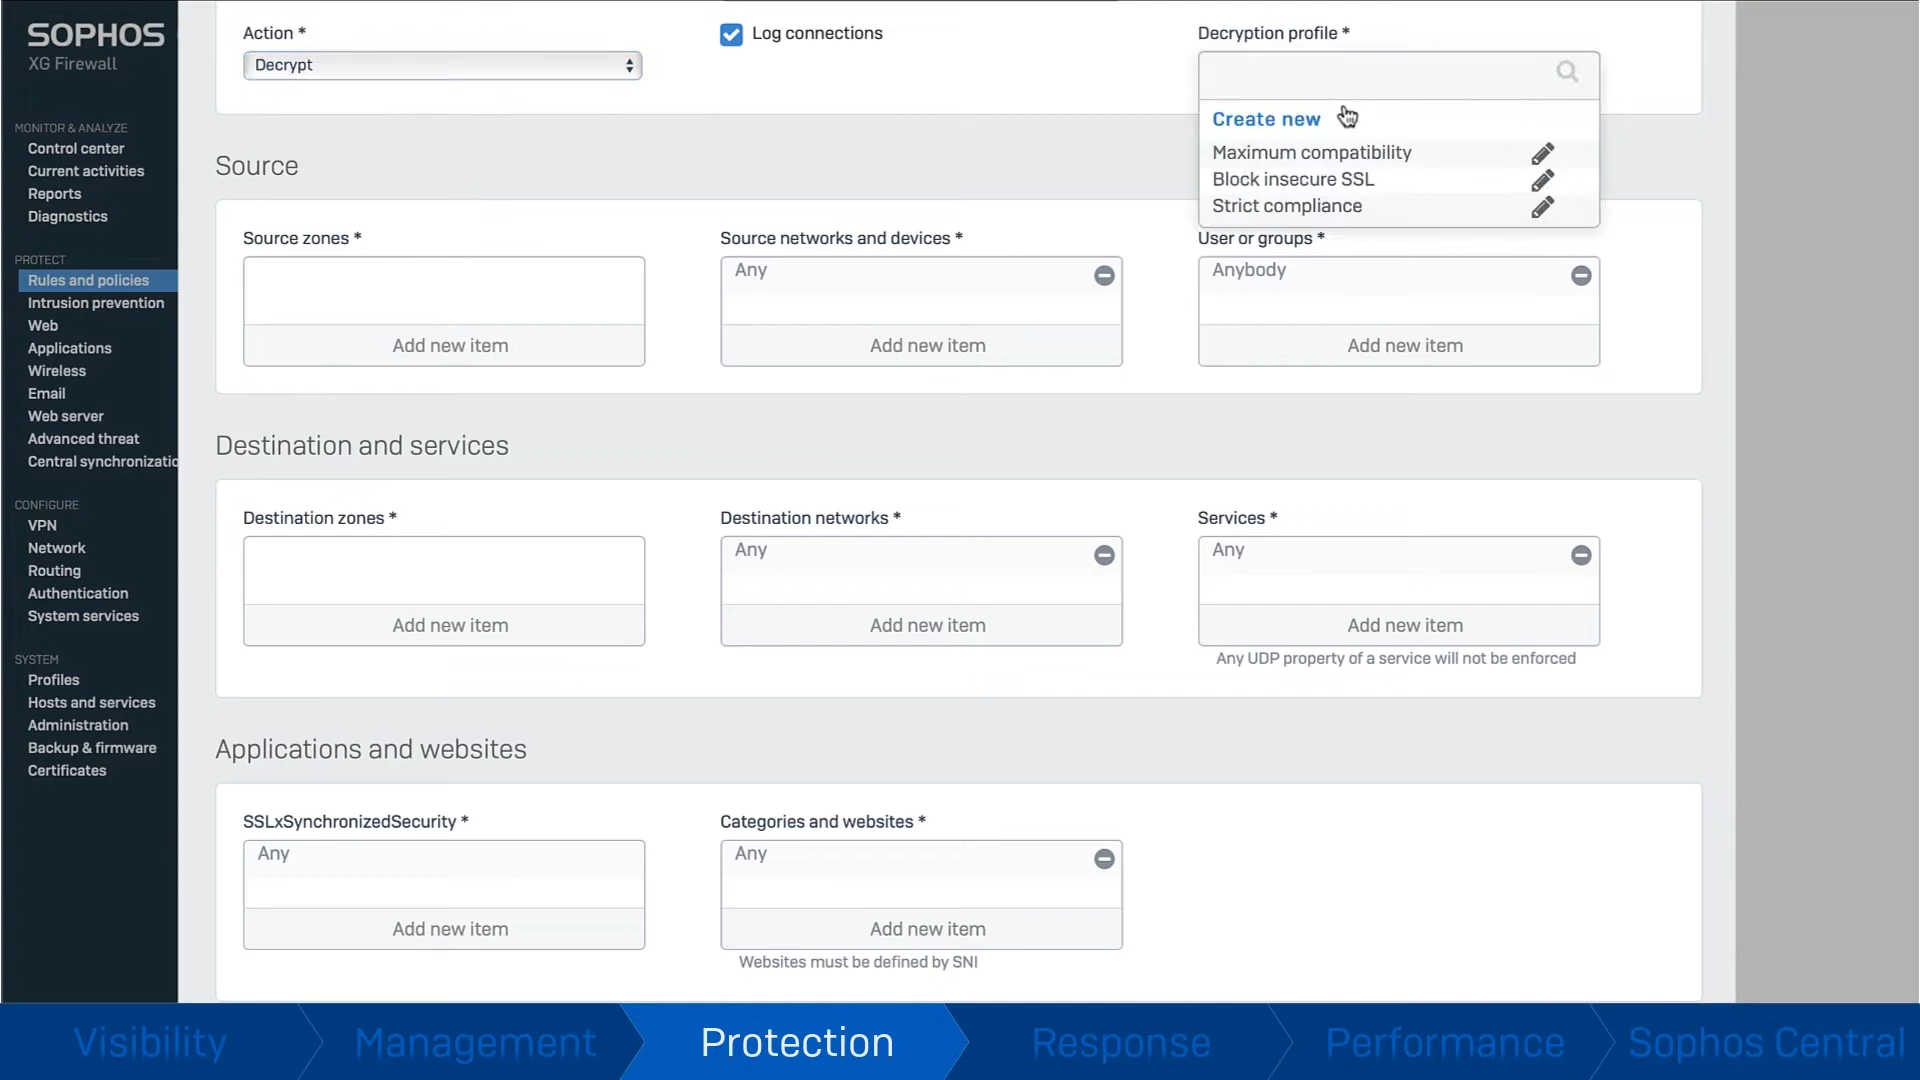 SOPHOS
XG Firewall
MONITOR & ANALYZE
Control center
Current activities
Reports
Diagnostics
PROTECT
Rules and policies
Intrusion prevention
Web
Applications
Wireless
Email
Web server
Advanced threat
Central synchronizatio
CONFIGURE
VPN
Network
Routing
Authentication
System services
SYSTEM
Profiles
Hosts and services
Administration
Backup & firmware
Certificates
Action *
Decrypt
Log connections
Decryption profile *
Create new
Maximum compatibility
Block insecure SSL
Strict compliance
Source
Source zones *
Add new item
Source networks and devices *
Any
Add new item
User or groups *
Anybody
Add new item
Destination and services
Destination zones *
Add new item
Destination networks *
Any
Add new item
Services *
Any
Add new item
Any UDP property of a service will not be enforced
Applications and websites
SSLxSynchronizedSecurity *
Any
Add new item
Categories and websites *
Any
Add new item
Websites must be defined by SNI
Visibility
Management
Protection
Response
Performance
Sophos Central